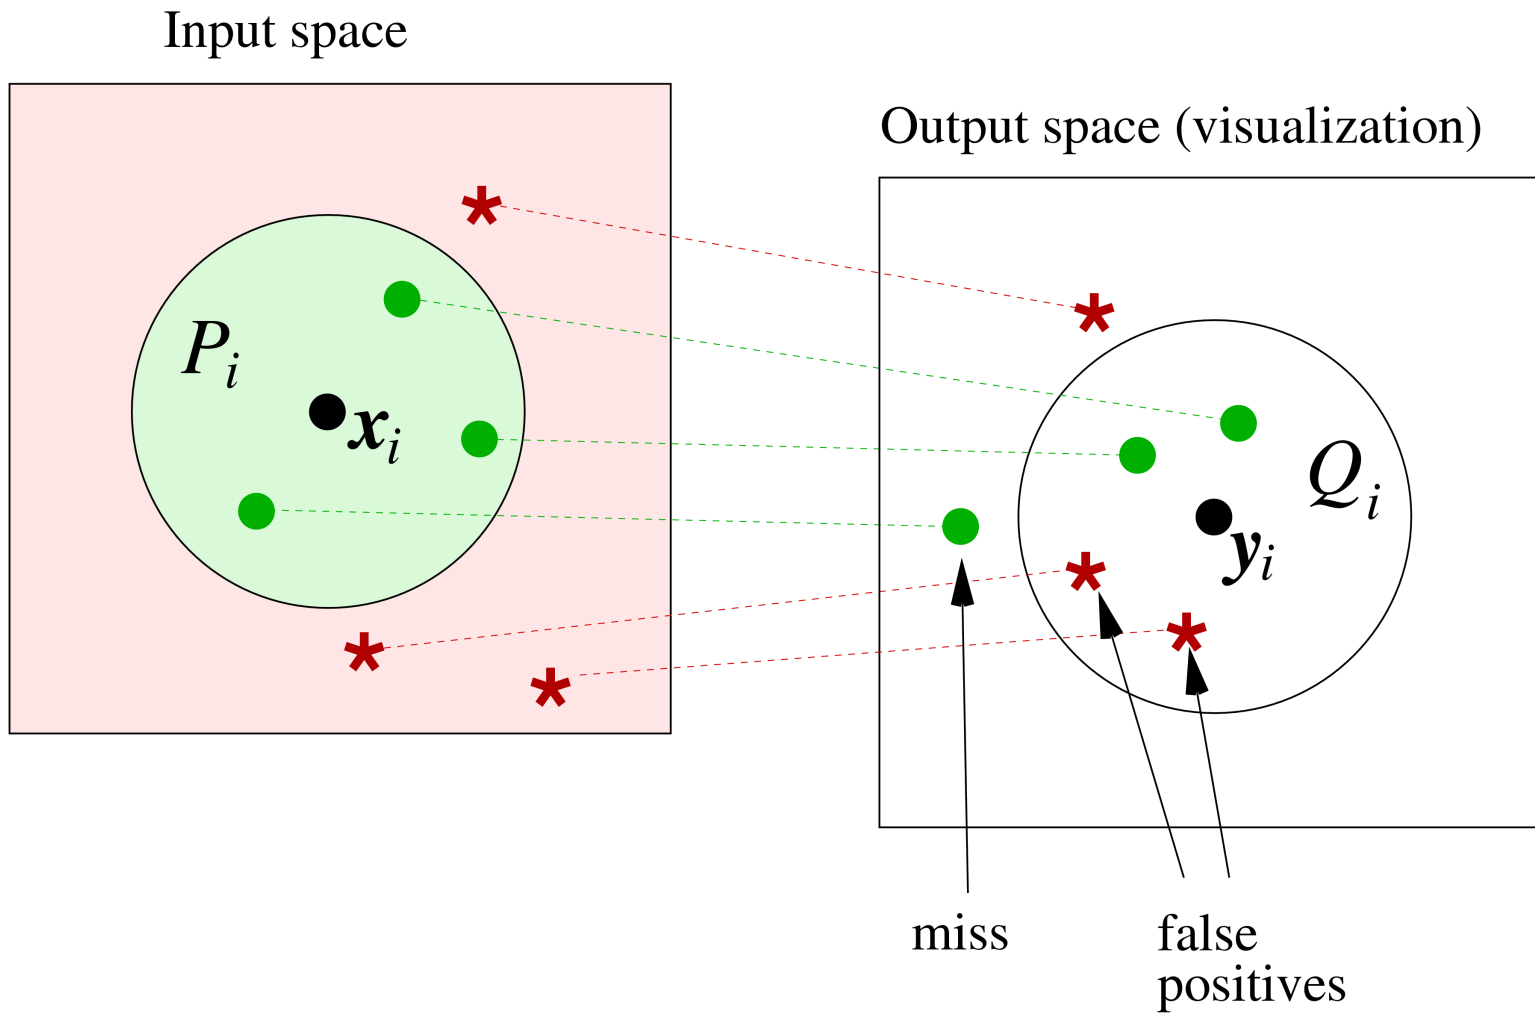 Input space
Output space (visualization)
P_i
x_i
Q_i
y_i
miss
false
positives